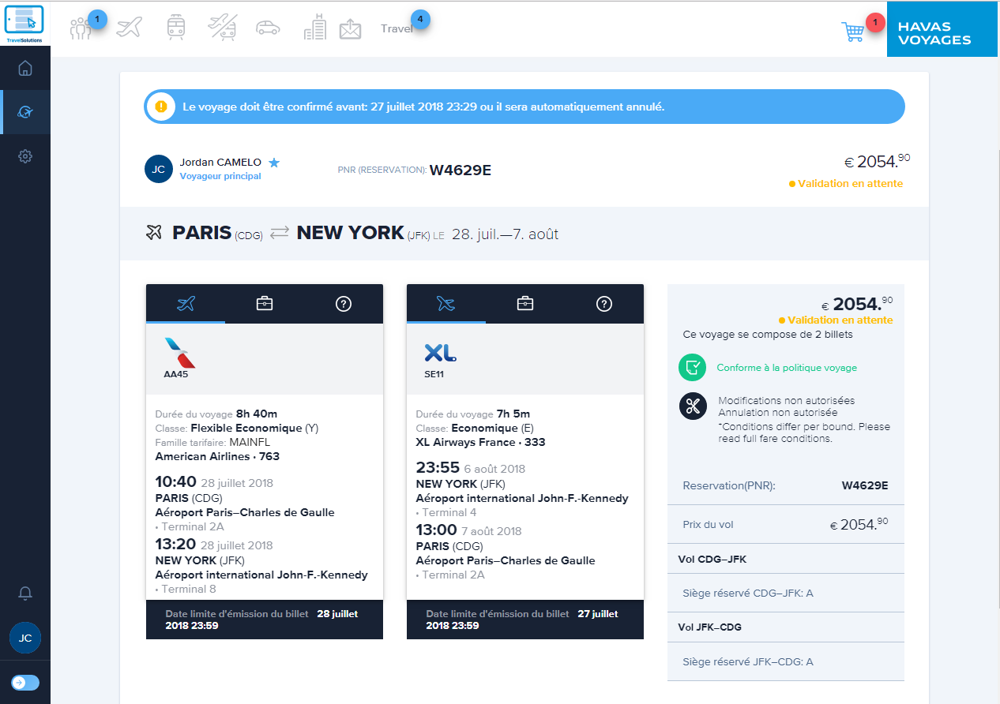 TravelSolutions
1
Travel
4
1
HAVAS
VOYAGES
Le voyage doit être confirmé avant: 27 juillet 2018 23:29 ou il sera automatiquement annulé.
JC
Jordan CAMELO
Voyageur principal
PNR (RESERVATION): W4629E
€ 2054.90
Validation en attente
PARIS (CDG) NEW YORK (JFK) LE 28. juil.—7. août
AA45
Durée du voyage 8h 40m
Classe: Flexible Economique (Y)
Famille tarifaire: MAINFL
American Airlines • 763
10:40 28 juillet 2018
PARIS (CDG)
Aéroport Paris–Charles de Gaulle
• Terminal 2A
13:20 28 juillet 2018
NEW YORK (JFK)
Aéroport international John-F.-Kennedy
• Terminal 8
Date limite d'émission du billet 28 juillet
2018 23:59
XL
SE11
Durée du voyage 7h 5m
Classe: Economique (E)
XL Airways France • 333
23:55 6 août 2018
NEW YORK (JFK)
Aéroport international John-F.-Kennedy
• Terminal 4
13:00 7 août 2018
PARIS (CDG)
Aéroport Paris–Charles de Gaulle
• Terminal 2A
Date limite d'émission du billet 27 juillet
2018 23:59
€ 2054.90
Validation en attente
Ce voyage se compose de 2 billets
Conforme à la politique voyage
Modifications non autorisées
Annulation non autorisée
*Conditions differ per bound. Please
read full fare conditions.
Reservation(PNR): W4629E
Prix du vol € 2054.90
Vol CDG–JFK
Siège réservé CDG–JFK: A
Vol JFK–CDG
Siège réservé JFK–CDG: A
JC